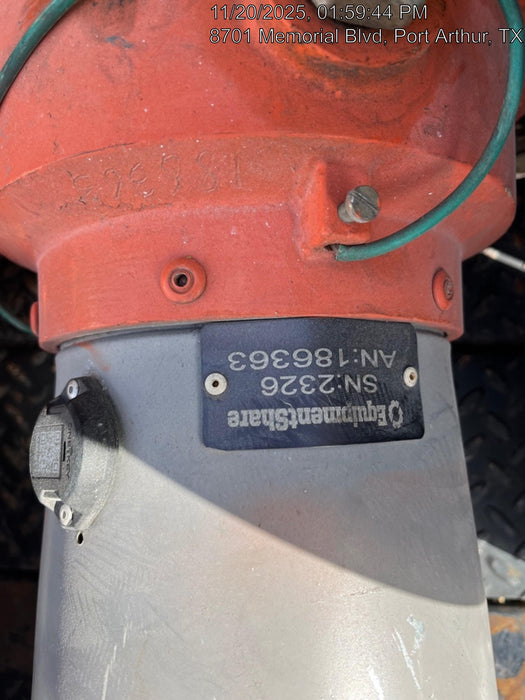 11/20/2025, 01:59:44 PM
8701 Memorial Blvd, Port Arthur, TX
EquipmentShare
SN:2326
AN:186363